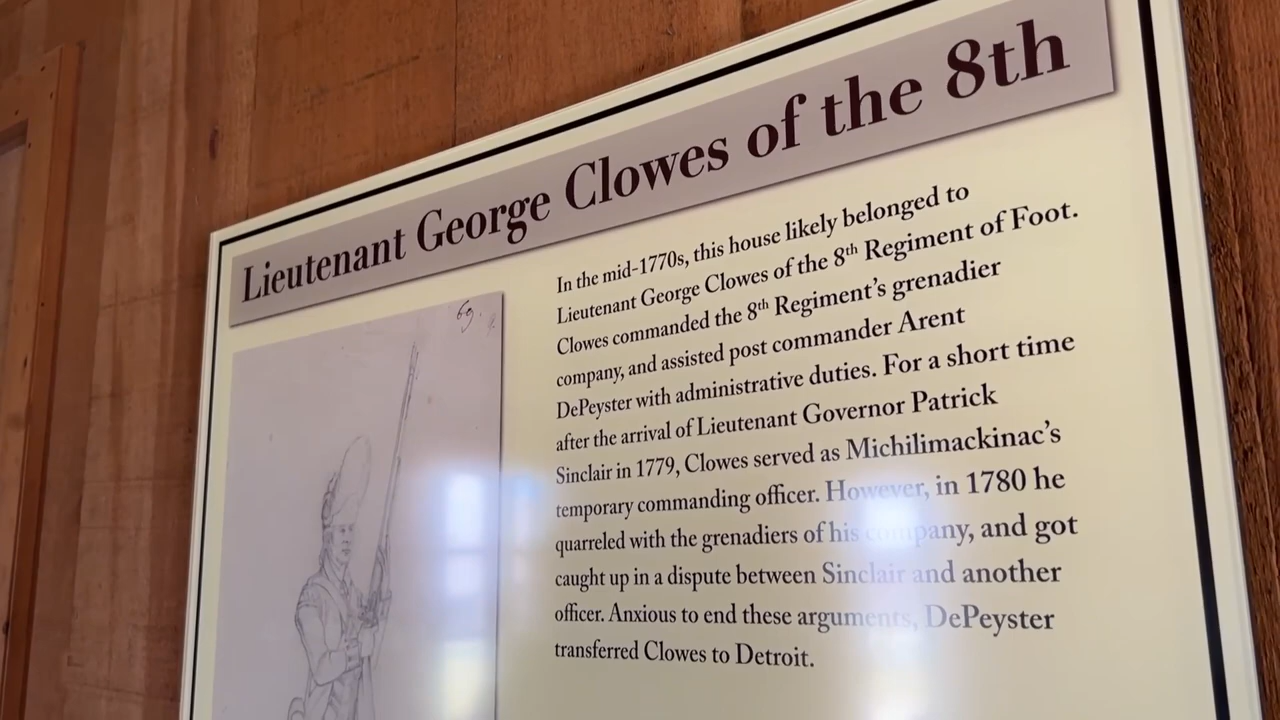 Lieutenant George Clowes of the 8th
69.
In the mid-1770s, this house likely belonged to
Lieutenant George Clowes of the 8th Regiment of Foot.
Clowes commanded the 8th Regiment's grenadier
company, and assisted post commander Arent
DePeyster with administrative duties. For a short time
after the arrival of Lieutenant Governor Patrick
Sinclair in 1779, Clowes served as Michilimackinac's
temporary commanding officer. However, in 1780 he
quarreled with the grenadiers of his company, and got
caught up in a dispute between Sinclair and another
officer. Anxious to end these arguments, DePeyster
transferred Clowes to Detroit.